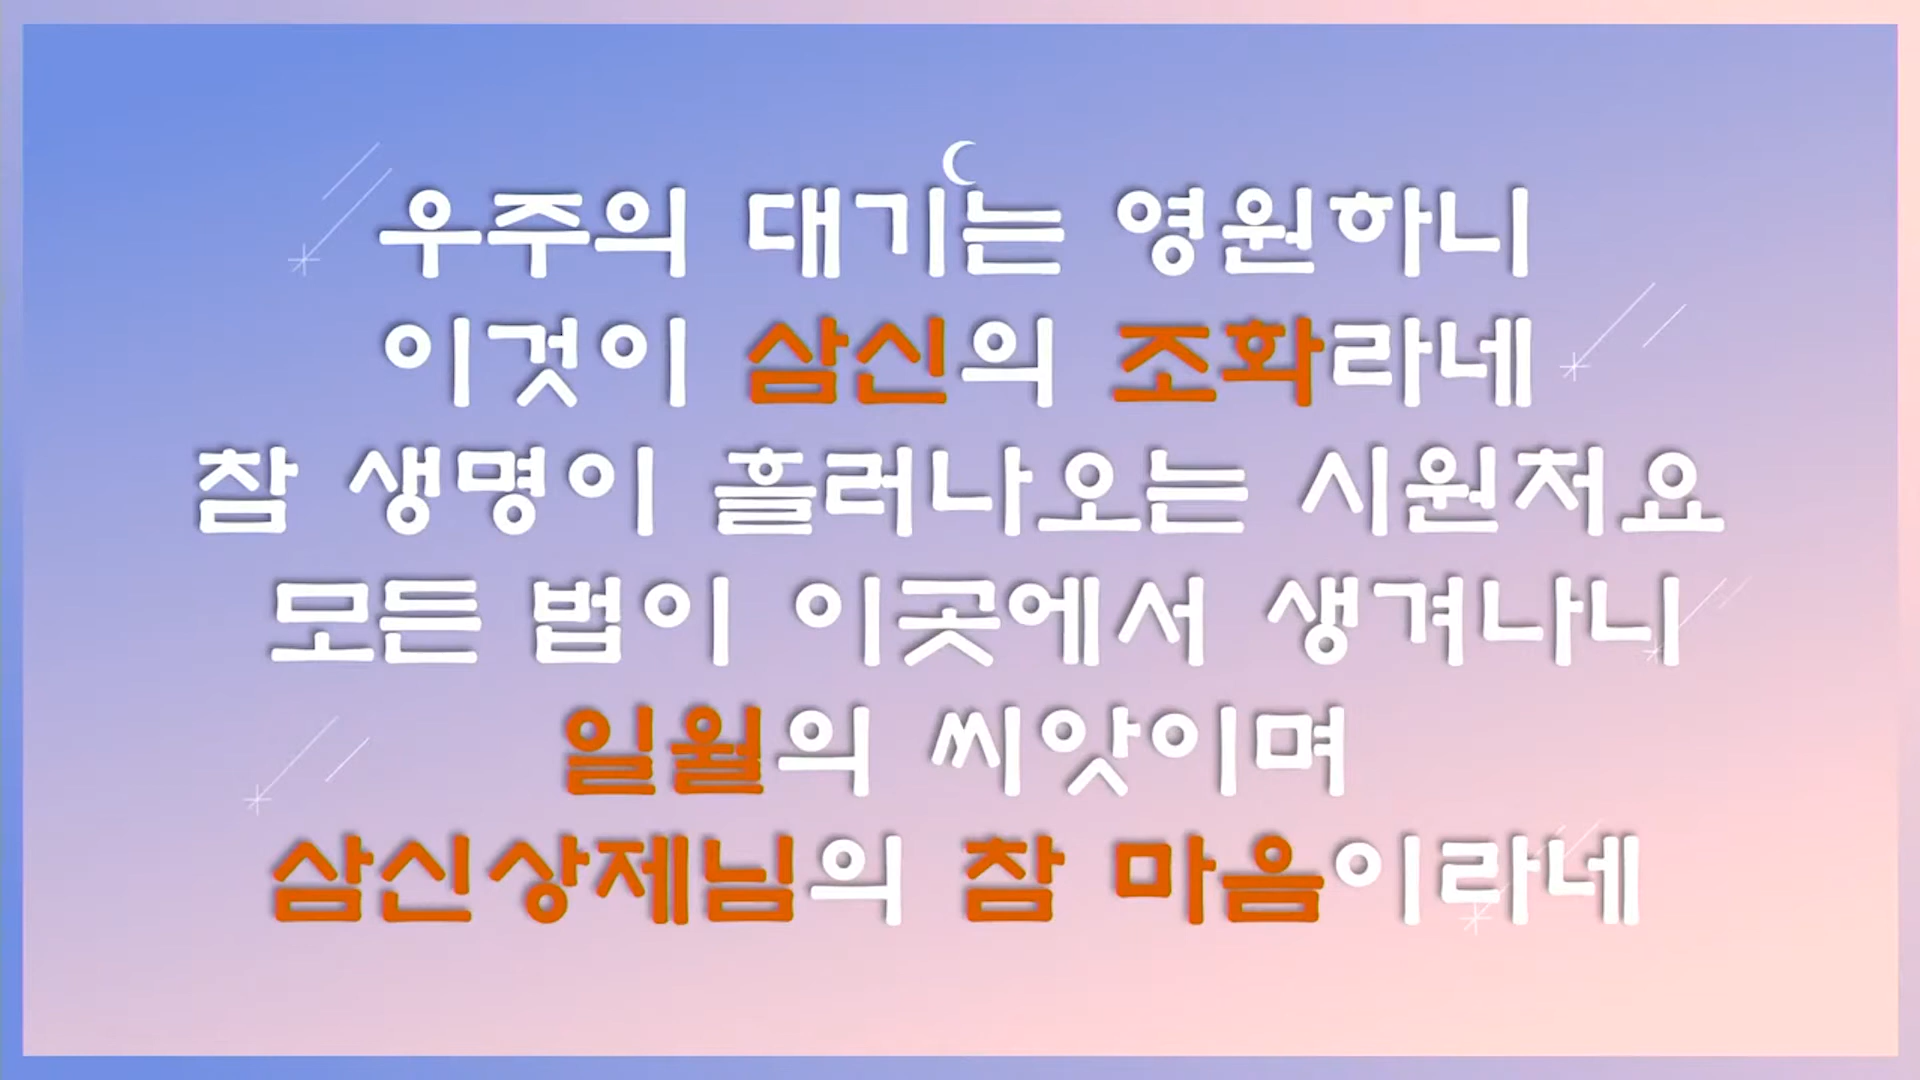 우주의 대기는 영원하니
이것이 삼신의 조화라네
참 생명이 흘러나오는 시원처요
모든 법이 이곳에서 생겨나니
일월의 씨앗이며
삼신상제님의 참 마음이라네